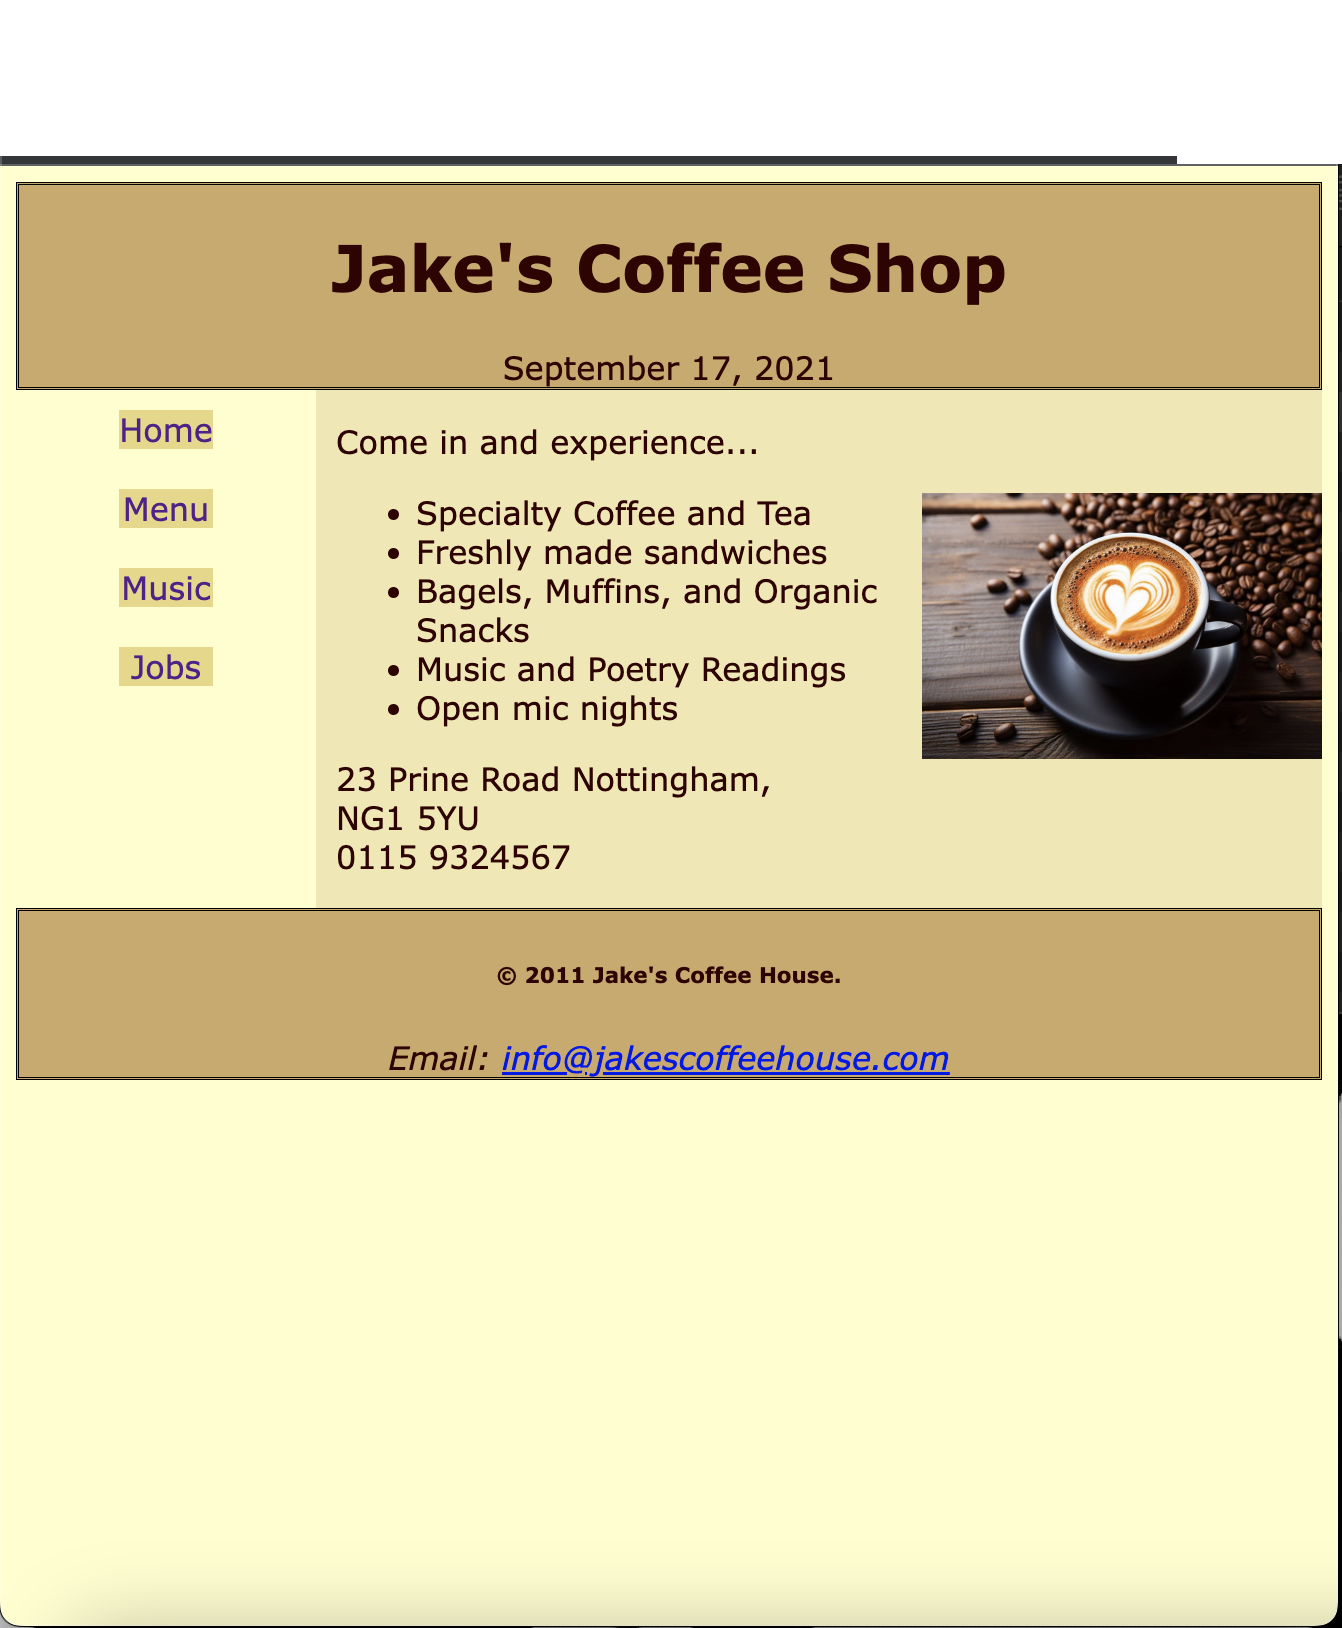 Jake's Coffee Shop
September 17, 2021
Home
Menu
Music
Jobs
Come in and experience...
• Specialty Coffee and Tea
• Freshly made sandwiches
• Bagels, Muffins, and Organic
Snacks
• Music and Poetry Readings
• Open mic nights
23 Prine Road Nottingham,
NG1 5YU
0115 9324567
© 2011 Jake's Coffee House.
Email: info@jakescoffeehouse.com